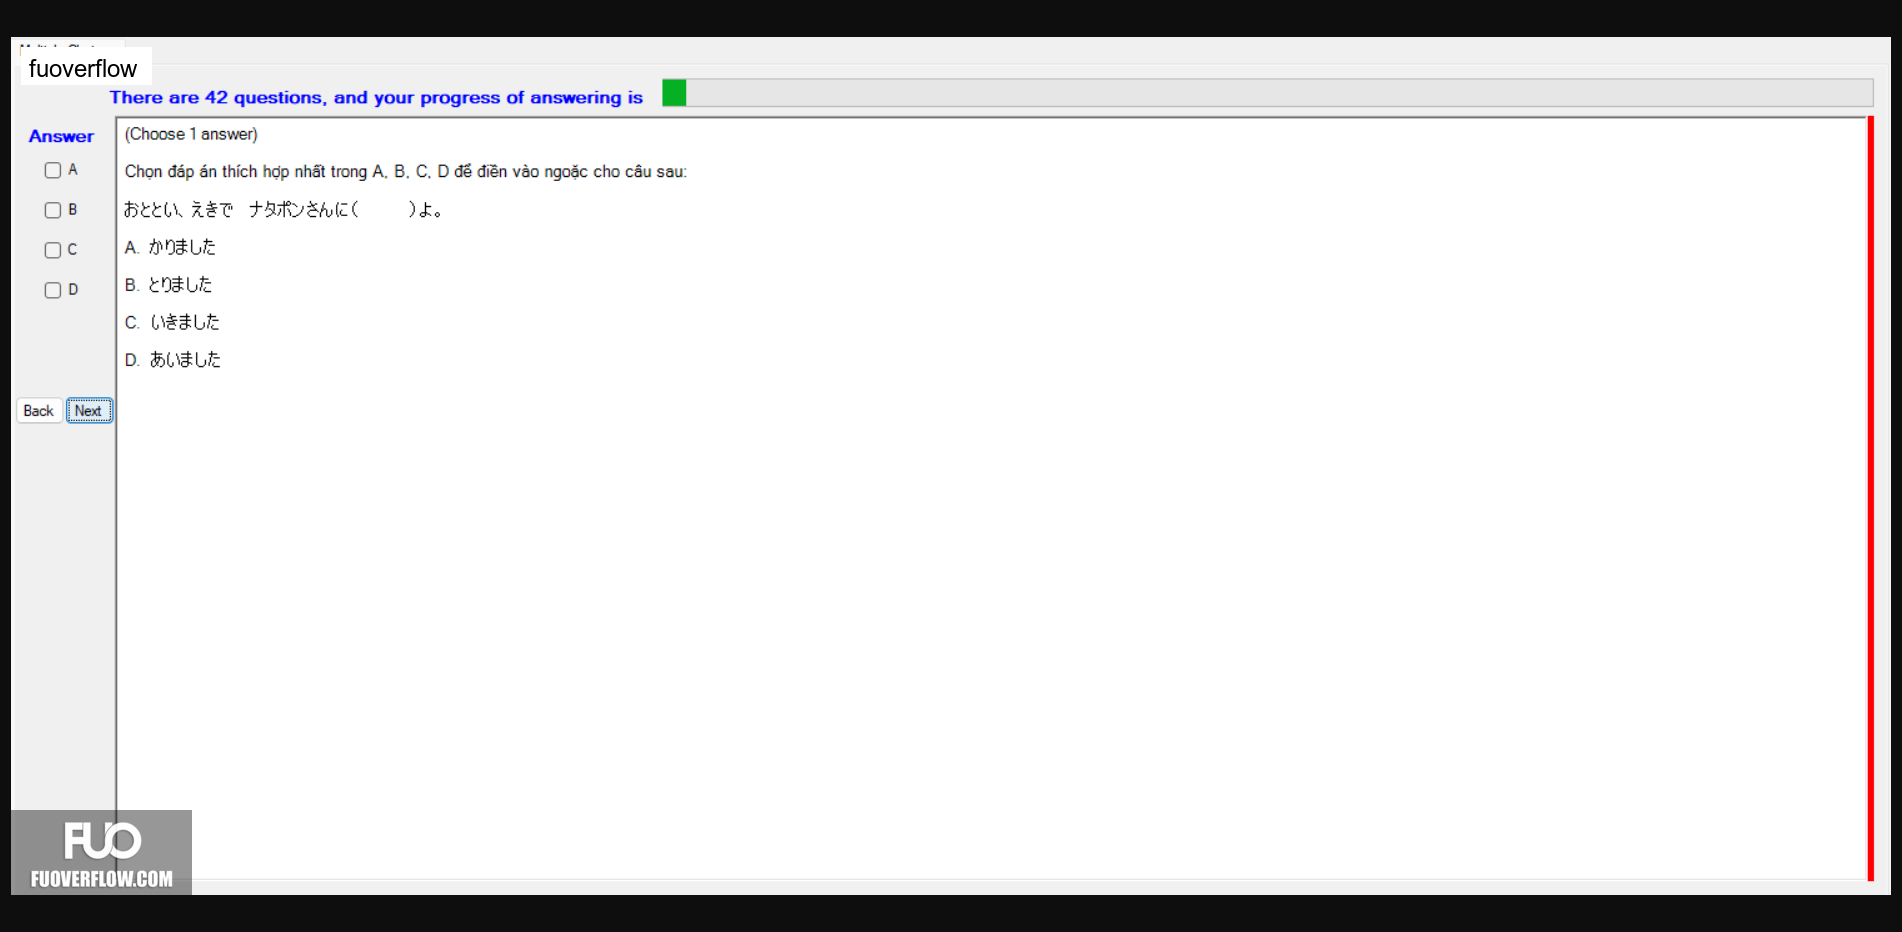 fuoverflow
There are 42 questions, and your progress of answering is
Answer
(Choose 1 answer)
A
Chọn đáp án thích hợp nhất trong A, B, C, D để điền vào ngoặc cho câu sau:
B
おととい、えきで　ナタポンさんに(　　　)よ。
C
A. かりました
D
B. とりました
C. いきました
D. あいました
Back Next
FUO
FUOVERFLOW.COM